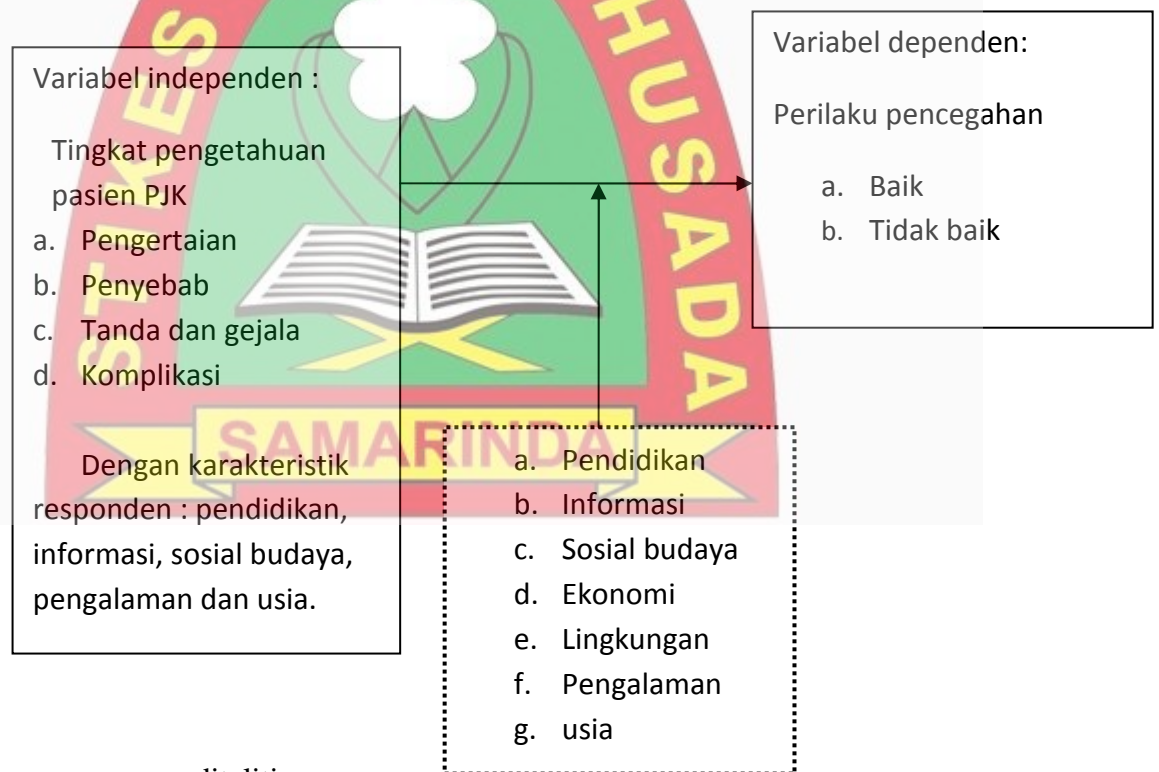 Variabel independen :
Tingkat pengetahuan
pasien PJK
a. Pengertaian
b. Penyebab
c. Tanda dan gejala
d. Komplikasi
Dengan karakteristik
responden : pendidikan,
informasi, sosial budaya,
pengalaman dan usia.
Variabel dependen:
Perilaku pencegahan
a. Baik
b. Tidak baik
a. Pendidikan
b. Informasi
c. Sosial budaya
d. Ekonomi
e. Lingkungan
f. Pengalaman
g. usia
STIKES
HUSADA
SAMARINDA